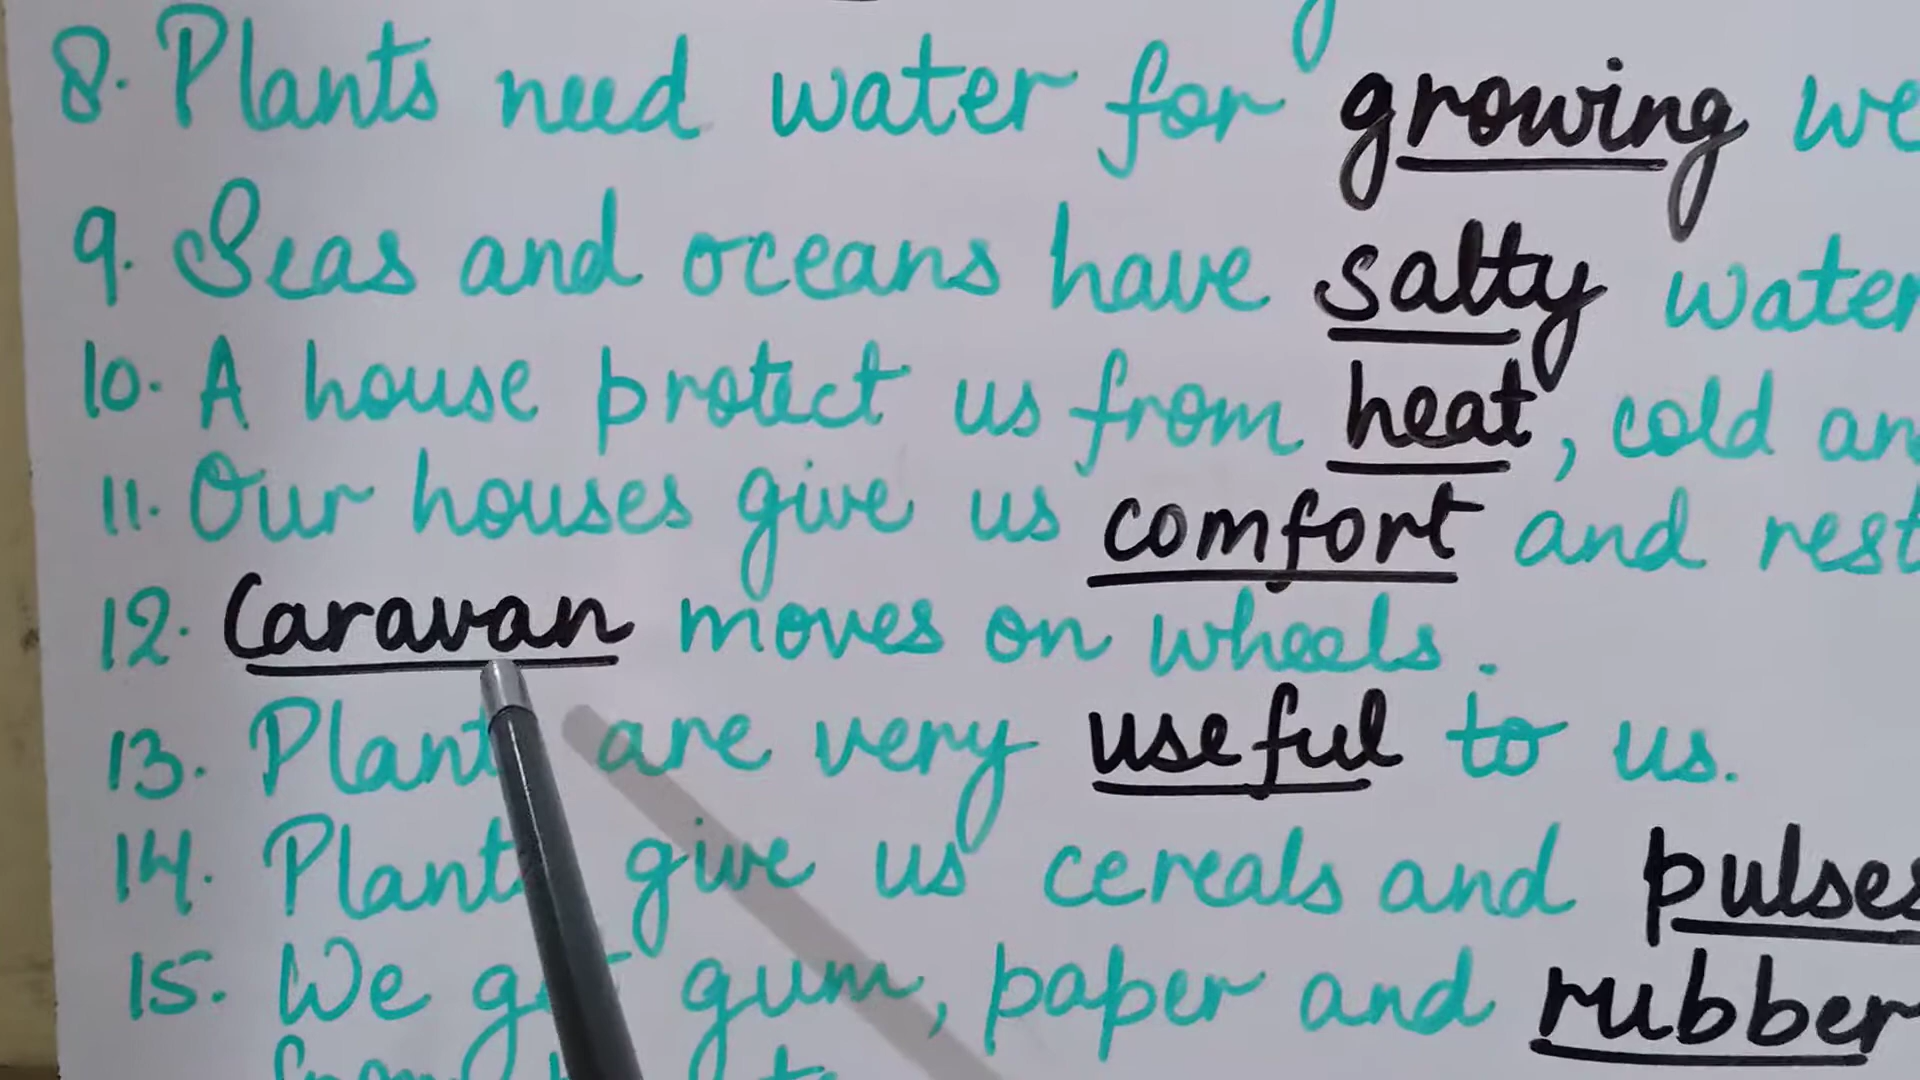 8. Plants need water for growing we
9. Seas and oceans have salty water
10. A house protect us from heat, cold an
11. Our houses give us comfort and rest
12. Caravan moves on wheels.
13. Plant are very useful to us.
14. Plant give us cereals and pulses
15. We gum, paper and rubber